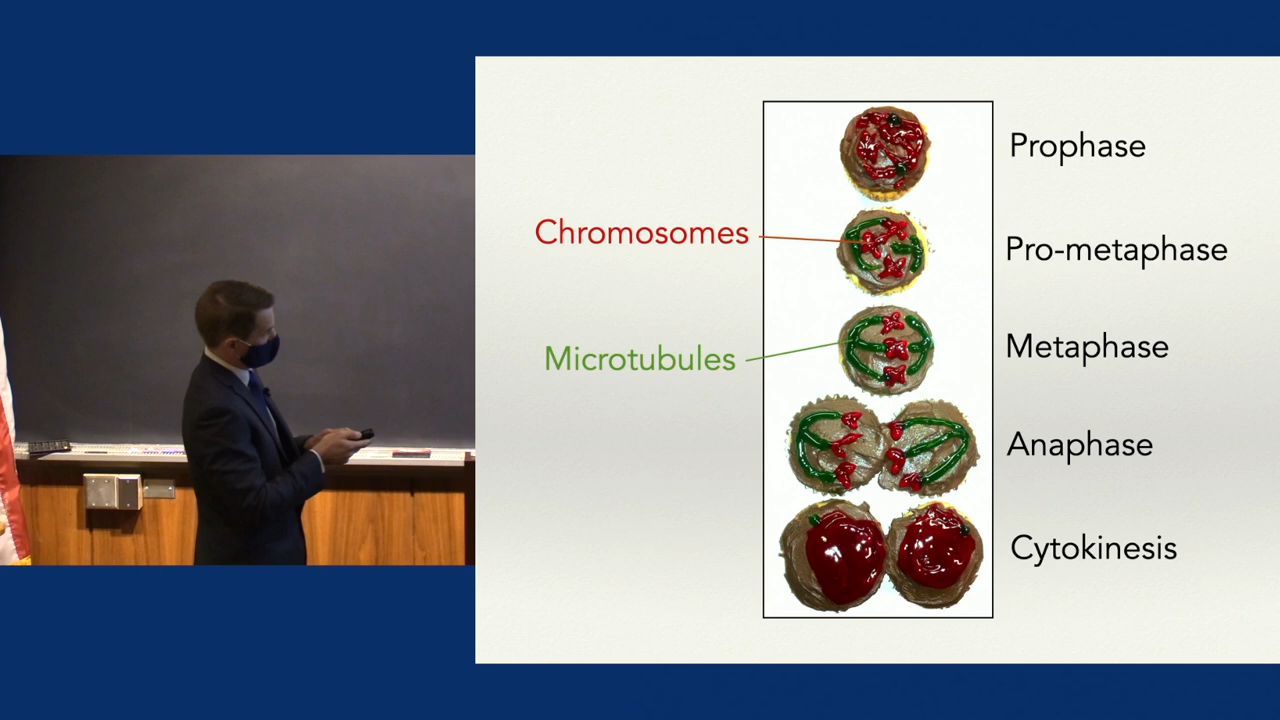 Prophase
Chromosomes
Pro-metaphase
Microtubules
Metaphase
Anaphase
Cytokinesis